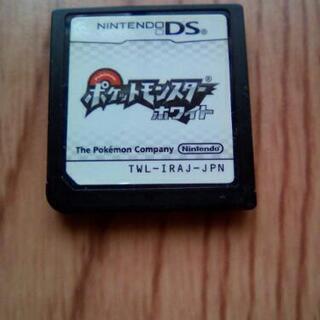 NINTENDO DS
ポケットモンスター
ホワイト
The Pokémon Company Nintendo
TWL-IRAJ-JPN